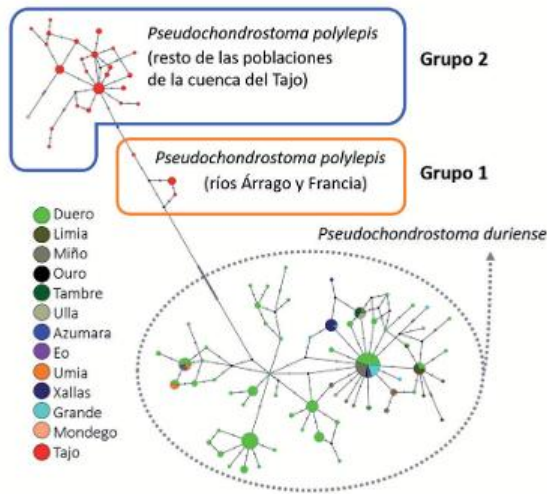 Pseudochondrostoma polylepis
(resto de las poblaciones
de la cuenca del Tajo)
Grupo 2
Pseudochondrostoma polylepis
(ríos Árrago y Francia)
Grupo 1
Pseudochondrostoma duriense
Duero
Limia
Miño
Ouro
Tambre
Ulla
Azumara
Eo
Umia
Xallas
Grande
Mondego
Tajo